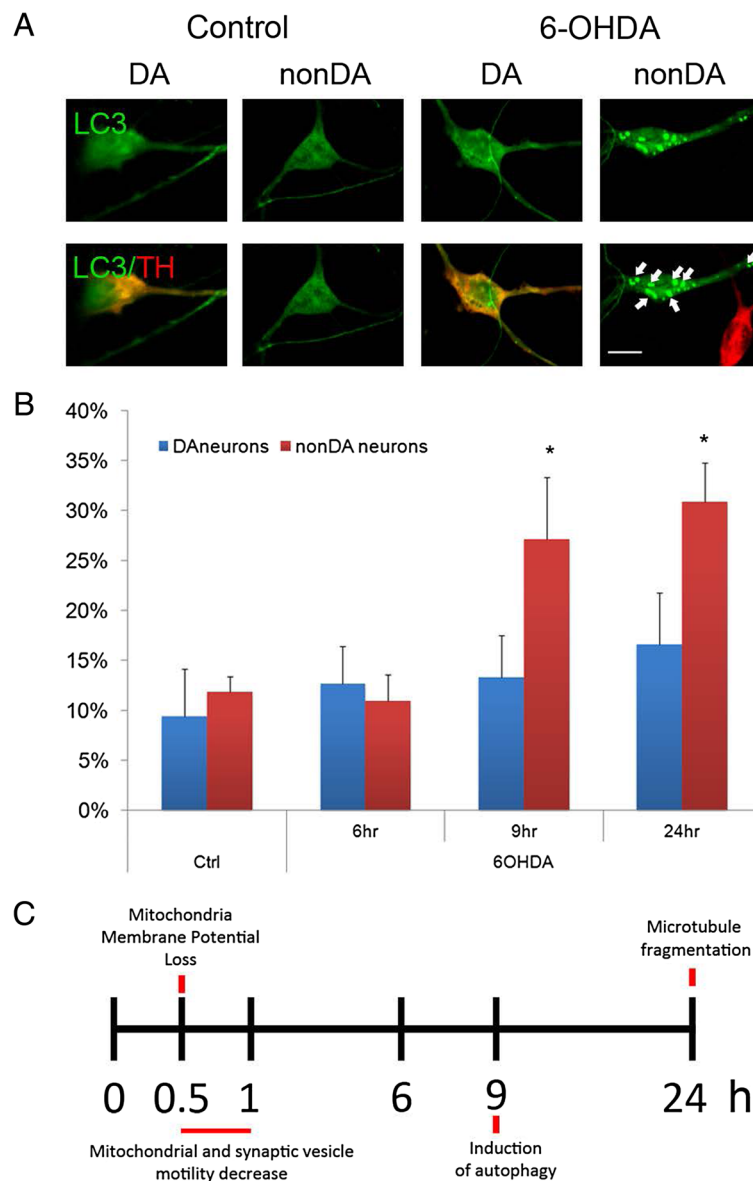 A
Control 6-OHDA
DA nonDA DA nonDA
LC3
LC3/TH
B
40%
35%
30%
25%
20%
15%
10%
5%
0%
DAneurons nonDA neurons
*
*
6hr 9hr 24hr
Ctrl 6OHDA
C
Mitochondria
Membrane Potential
Loss
Microtubule
fragmentation
0 0.5 1 6 9 24 h
Mitochondrial and synaptic vesicle
motility decrease
Induction
of autophagy